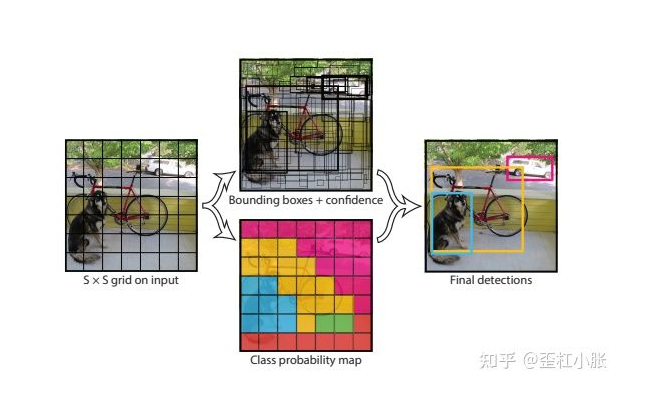 Bounding boxes + confidence
S × S grid on input
Final detections
Class probability map
知乎 @歪杠小胀